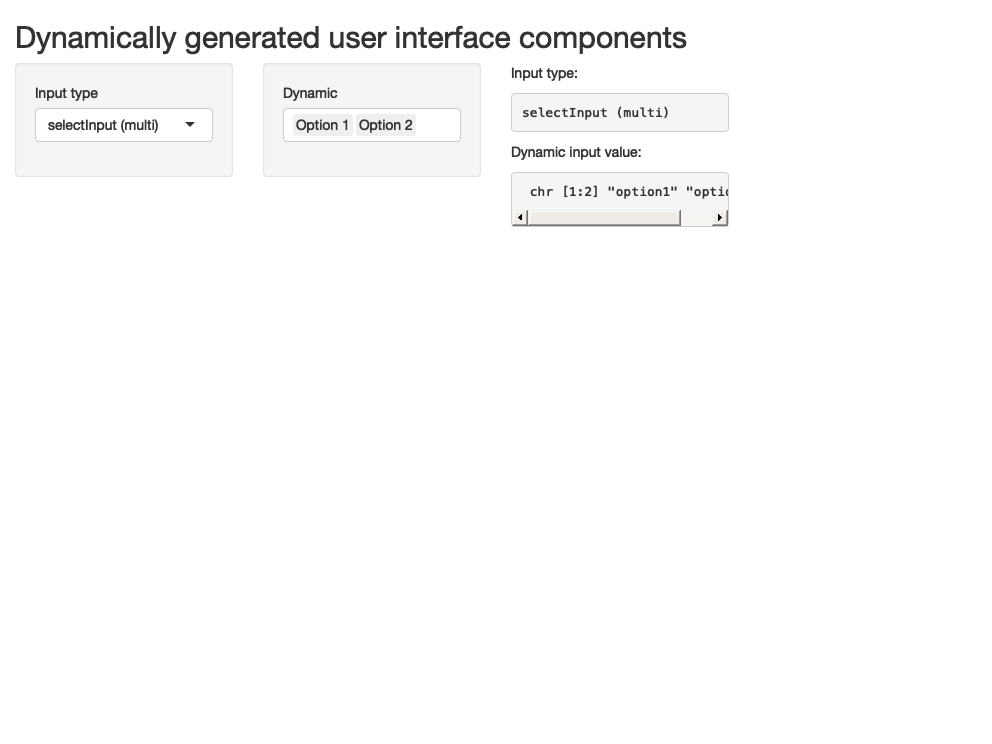 Dynamically generated user interface components
Input type
selectInput (multi)
Dynamic
Option 1 Option 2
Input type:
selectInput (multi)
Dynamic input value:
chr [1:2] "option1" "optio